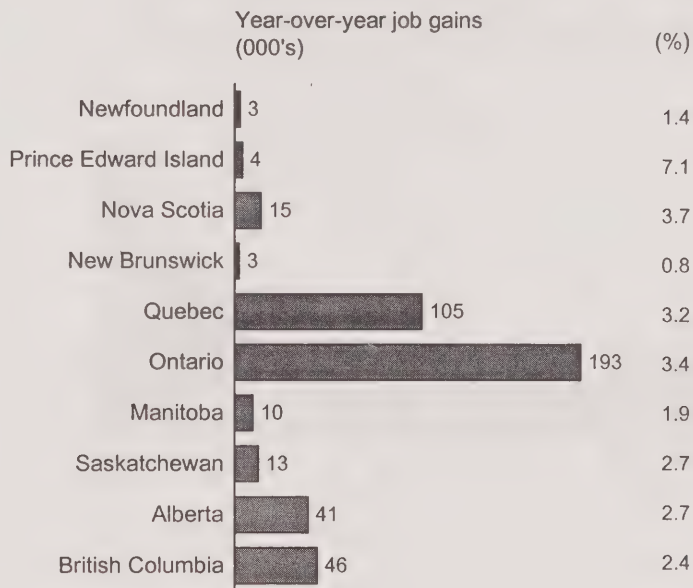 Year-over-year job gains
(000's) (%)
Newfoundland 3 1.4
Prince Edward Island 4 7.1
Nova Scotia 15 3.7
New Brunswick 3 0.8
Quebec 105 3.2
Ontario 193 3.4
Manitoba 10 1.9
Saskatchewan 13 2.7
Alberta 41 2.7
British Columbia 46 2.4